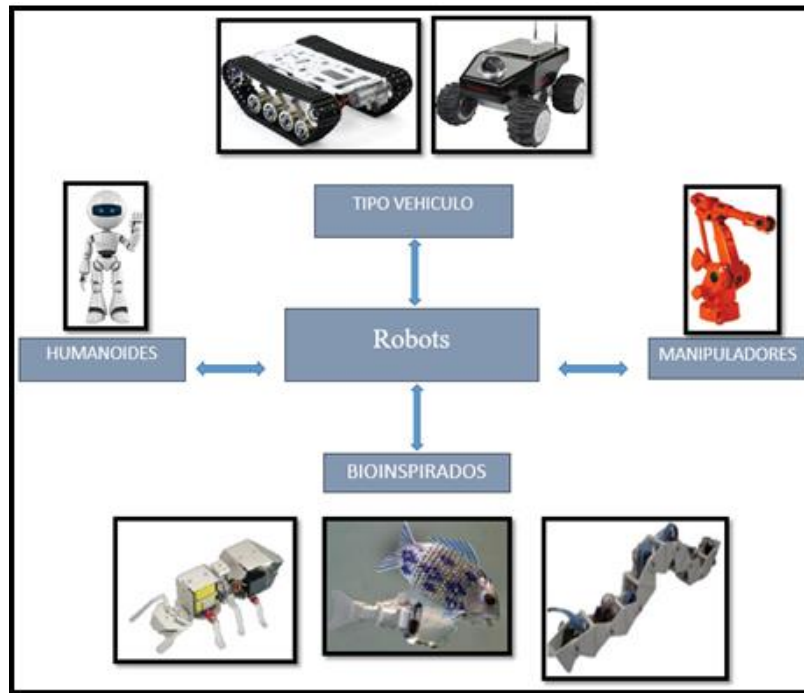 TIPO VEHICULO
HUMANOIDES
Robots
MANIPULADORES
BIOINSPIRADOS